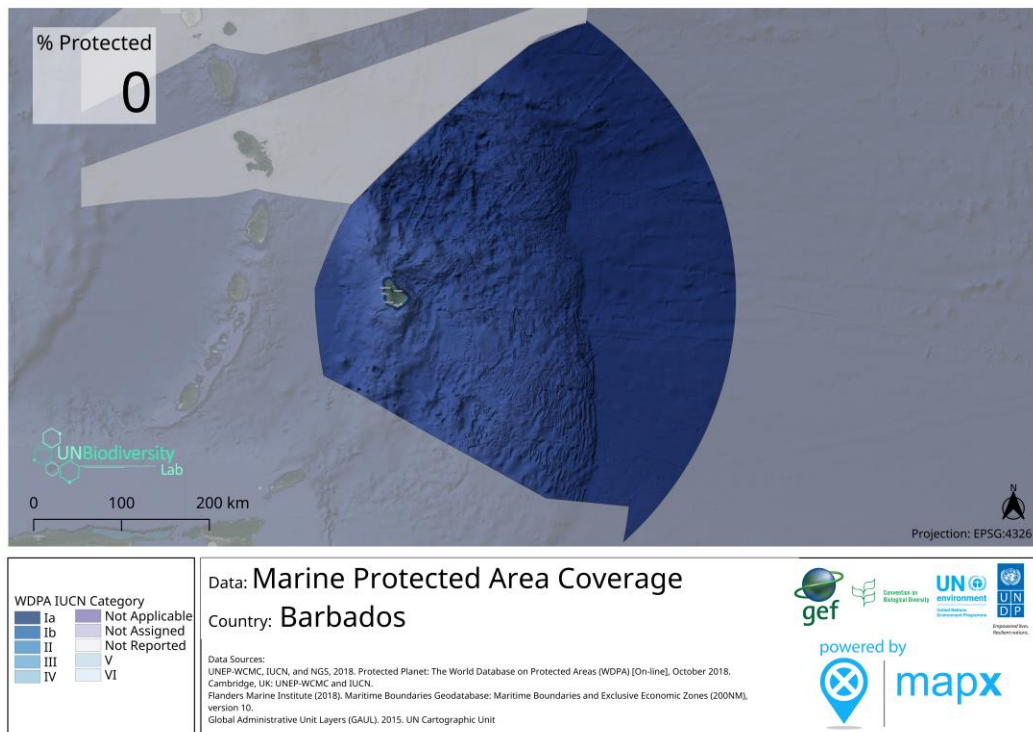 % Protected
0
UNBiodiversity
Lab
0 100 200 km
N
Projection: EPSG:4326
WDPA IUCN Category
Ia
Ib
II
III
IV
Not Applicable
Not Assigned
Not Reported
V
VI
Data: Marine Protected Area Coverage
Country: Barbados
Data Sources:
UNEP-WCMC, IUCN, and NGS, 2018. Protected Planet: The World Database on Protected Areas (WDPA) [On-line], October 2018.
Cambridge, UK: UNEP-WCMC and IUCN.
Flanders Marine Institute (2018). Maritime Boundaries Geodatabase: Maritime Boundaries and Exclusive Economic Zones (200NM),
version 10.
Global Administrative Unit Layers (GAUL). 2015. UN Cartographic Unit
gef
Convention on
Biological Diversity
UN
environment
United Nations
Environment Programme
U N
D P
Empowered lives.
Resilient nations.
powered by
mapx